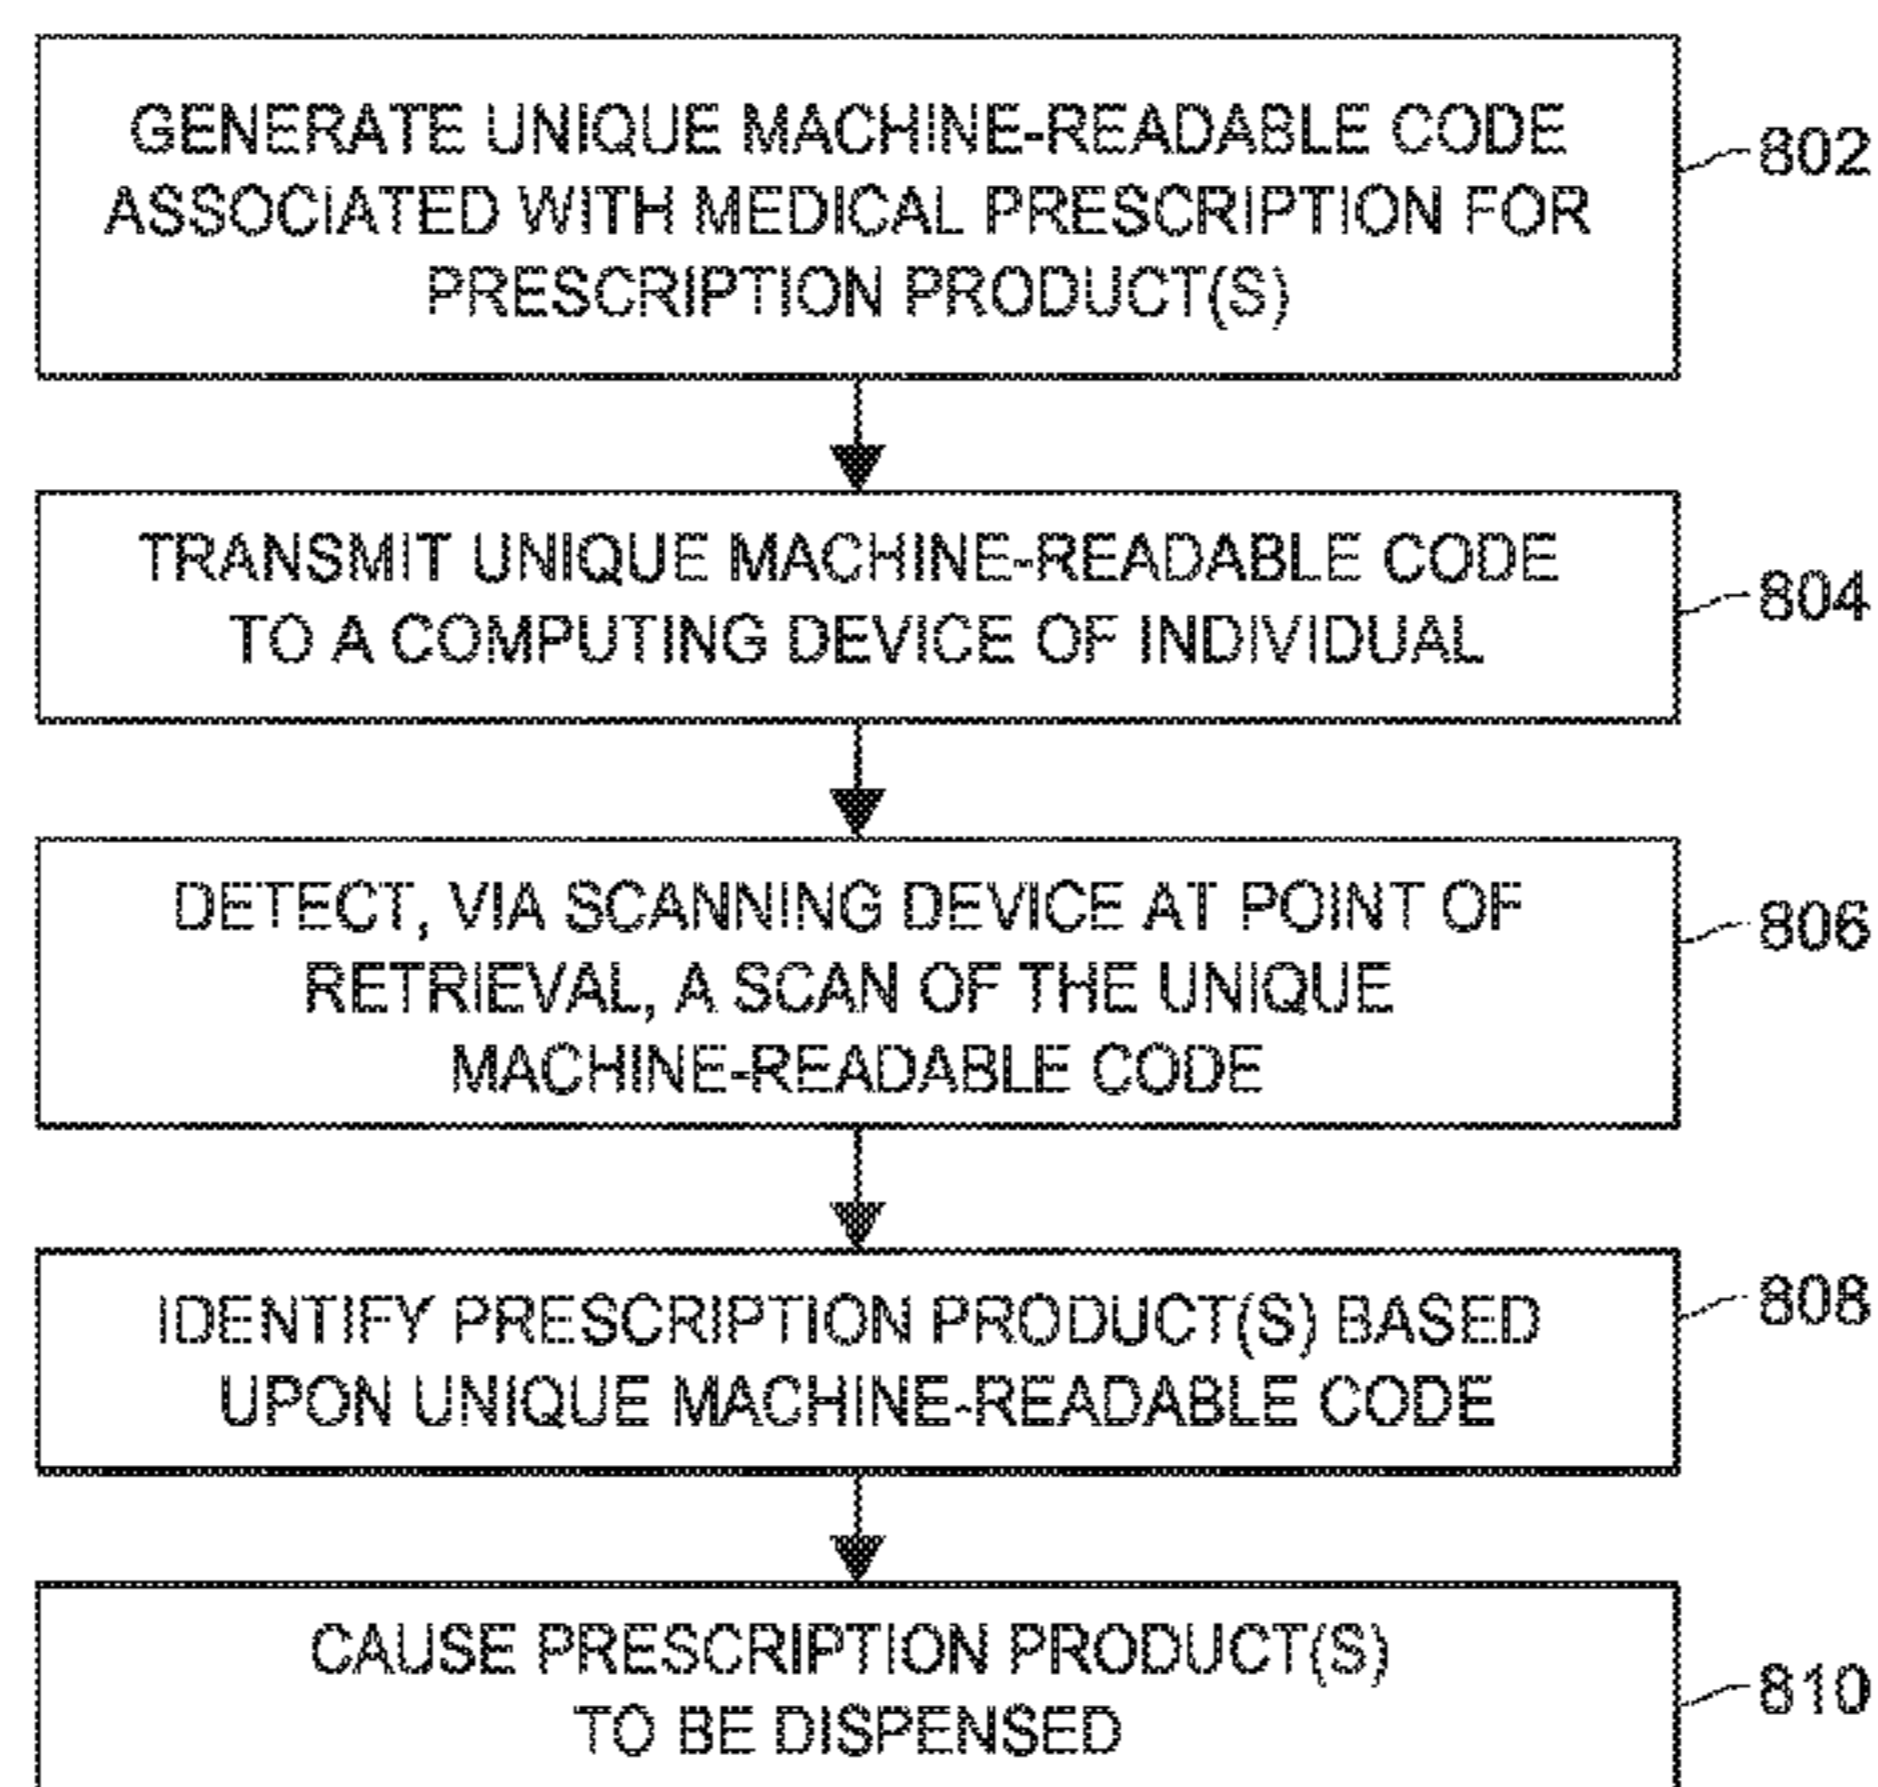 GENERATE UNIQUE MACHINE-READABLE CODE
ASSOCIATED WITH MEDICAL PRESCRIPTION FOR
PRESCRIPTION PRODUCT(S)
802
TRANSMIT UNIQUE MACHINE-READABLE CODE
TO A COMPUTING DEVICE OF INDIVIDUAL
804
DETECT, VIA SCANNING DEVICE AT POINT OF
RETRIEVAL, A SCAN OF THE UNIQUE
MACHINE-READABLE CODE
806
IDENTIFY PRESCRIPTION PRODUCT(S) BASED
UPON UNIQUE MACHINE-READABLE CODE
808
CAUSE PRESCRIPTION PRODUCT(S)
TO BE DISPENSED
810